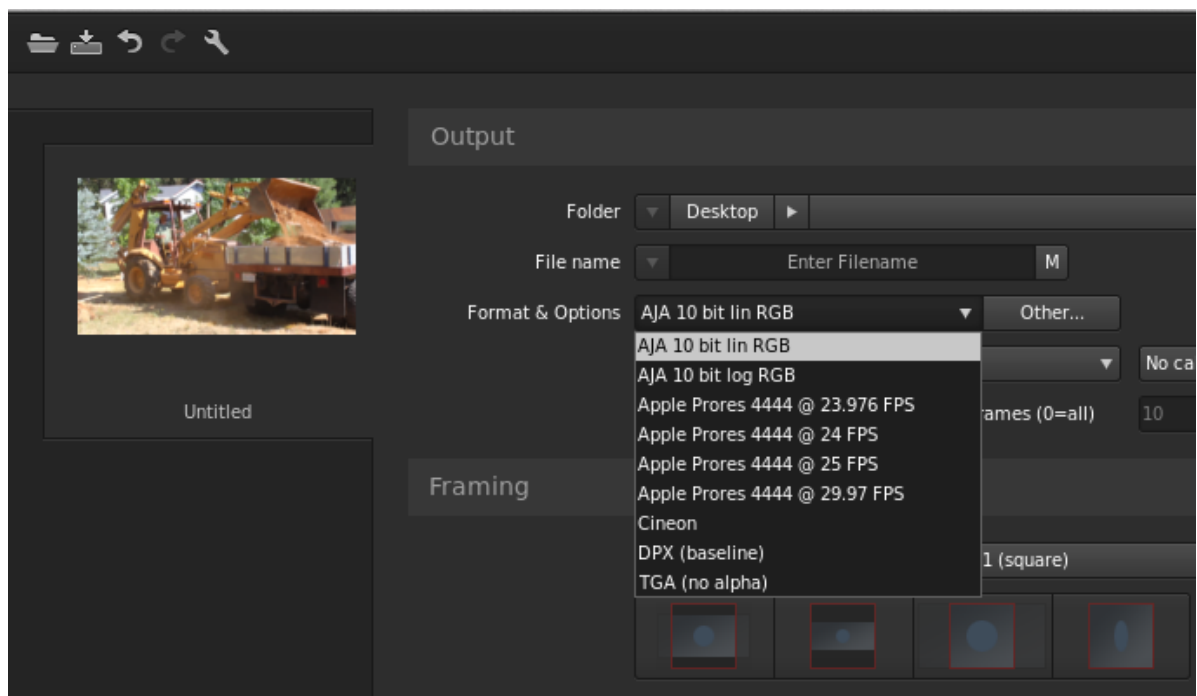 Output
Folder
Desktop
File name
Enter Filename
M
Format & Options
AJA 10 bit lin RGB
Other...
AJA 10 bit lin RGB
AJA 10 bit log RGB
No ca
Apple Prores 4444 @ 23.976 FPS
ames (0=all)
10
Apple Prores 4444 @ 24 FPS
Apple Prores 4444 @ 25 FPS
Apple Prores 4444 @ 29.97 FPS
Cineon
DPX (baseline)
TGA (no alpha)
Untitled
Framing
1 (square)